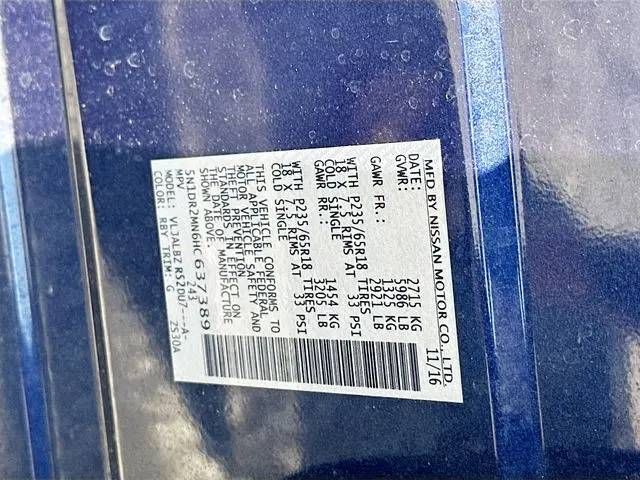 MFD BY NISSAN MOTOR CO., LTD.
DATE: 11/16
GVWR: 2715 KG
5986 LB
GAWR FR.: 1325 KG
2921 LB
WITH P235/65R18 TIRES
18 X 7.5 RIMS AT 33 PSI
COLD SINGLE
GAWR RR.: 1454 KG
3205 LB
WITH P235/65R18 TIRES
18 X 7.5 RIMS AT 33 PSI
COLD SINGLE
THIS VEHICLE CONFORMS TO
ALL APPLICABLE FEDERAL
MOTOR VEHICLE SAFETY AND
THEFT PREVENTION
STANDARDS IN EFFECT ON
THE DATE OF MANUFACTURE
SHOWN ABOVE.
5N1DR2MN6HC637389
MPV 243
MODEL: VLJALBZ R52DU7---A-
COLOR: RBY TRIM: G 2S30A